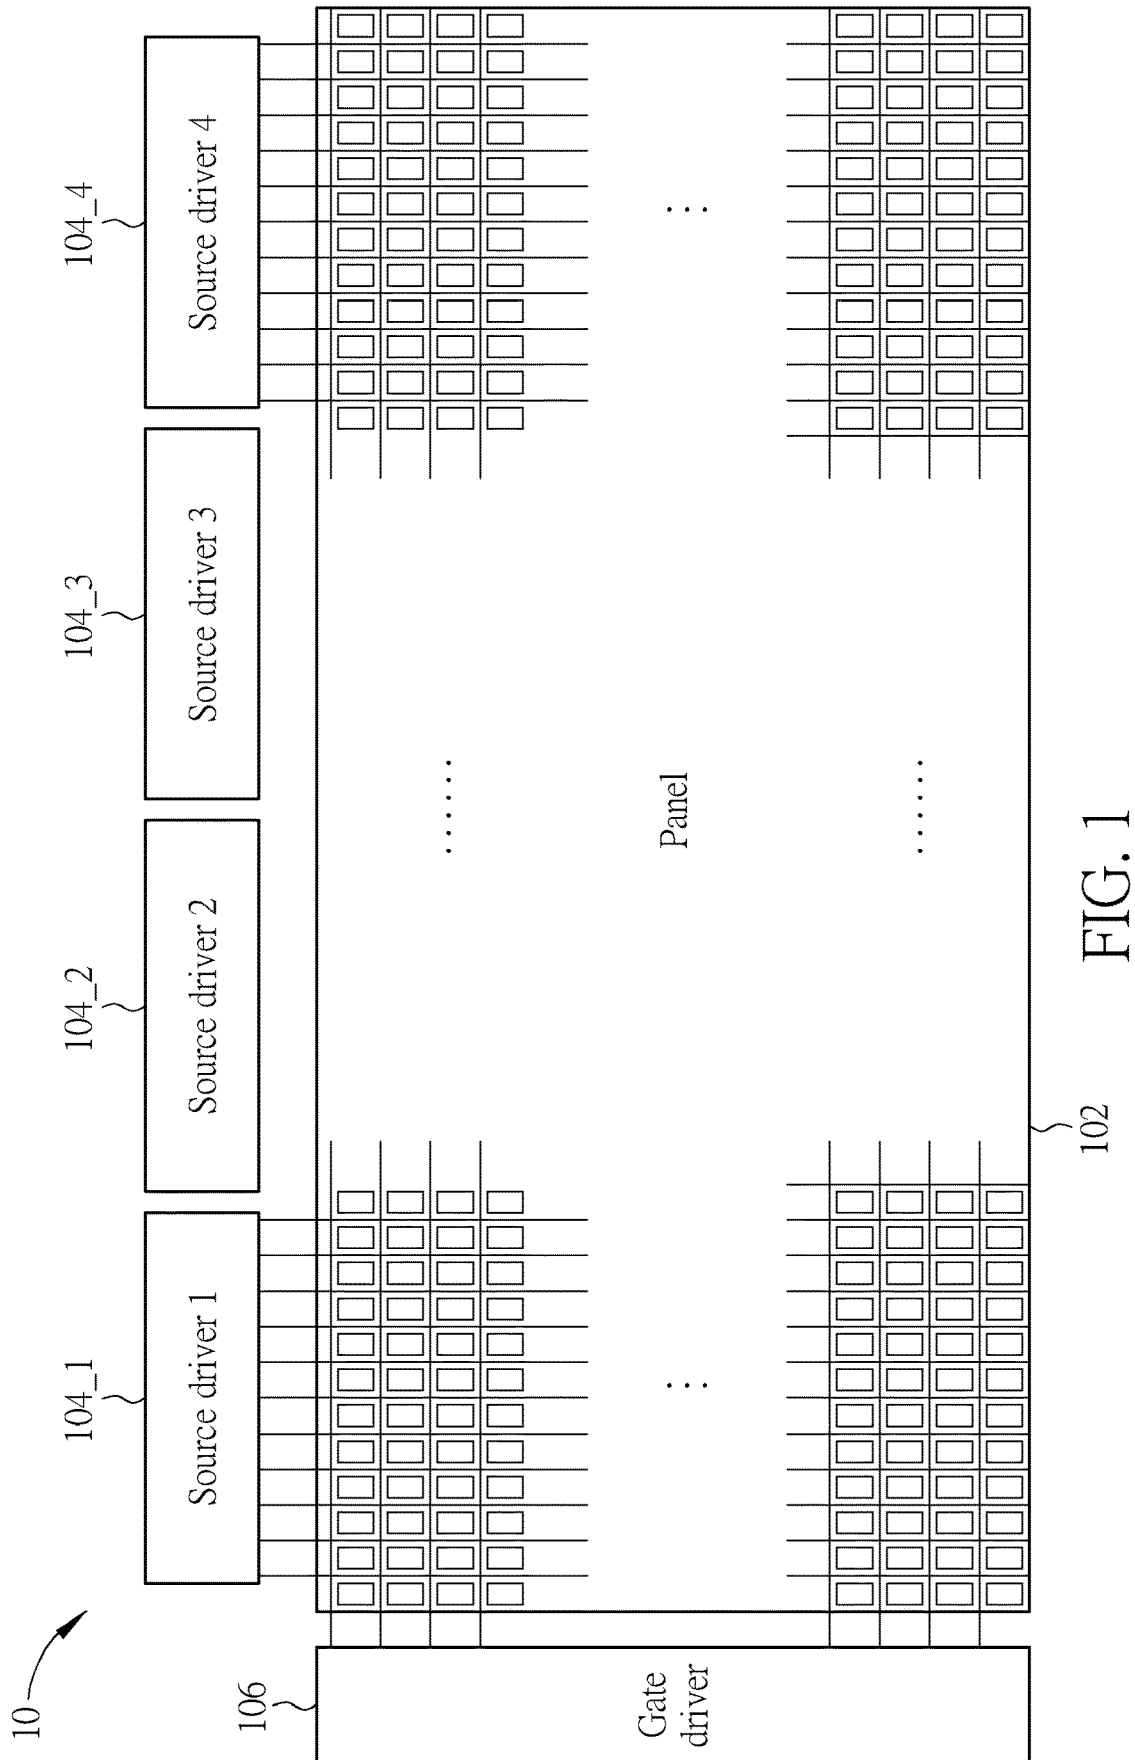 10
104_1
104_2
104_3
104_4
Source driver 1
Source driver 2
Source driver 3
Source driver 4
106
Gate
driver
...
......
Panel
......
...
102
FIG. 1